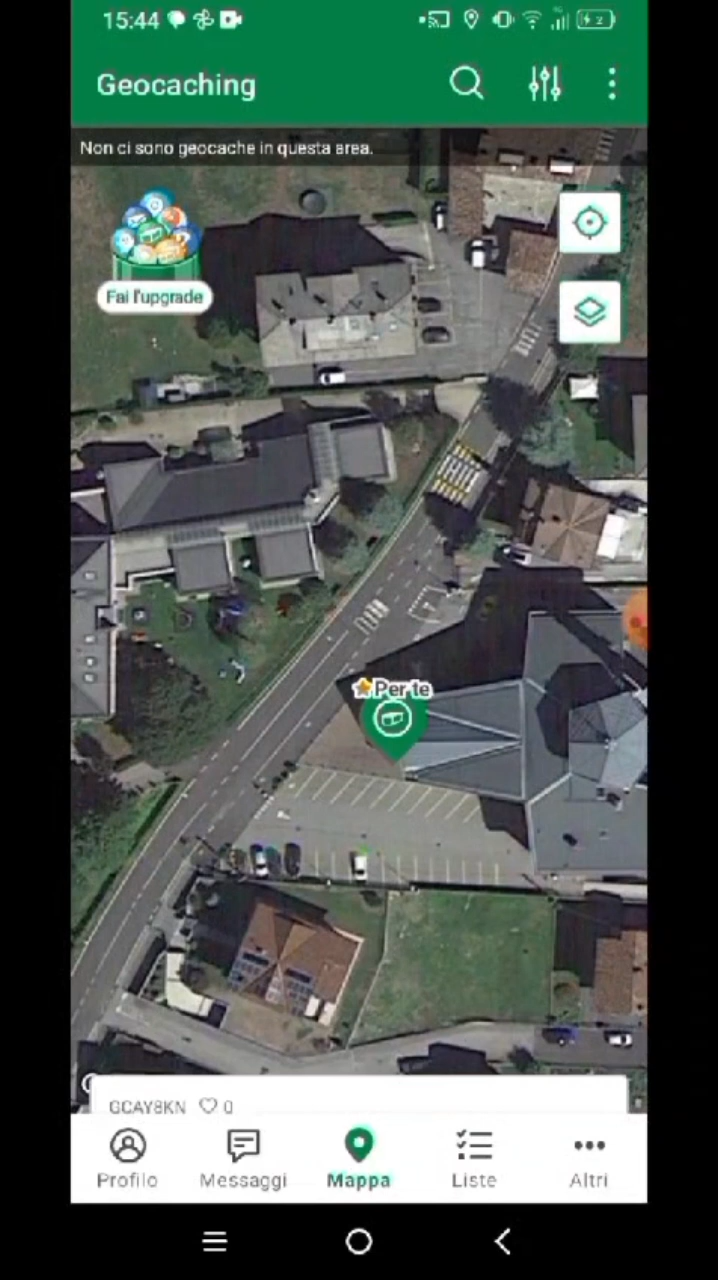 15:44
Geocaching
Non ci sono geocache in questa area.
Fai l'upgrade
Per te
GCAY8KN 0
Profilo
Messaggi
Mappa
Liste
Altri